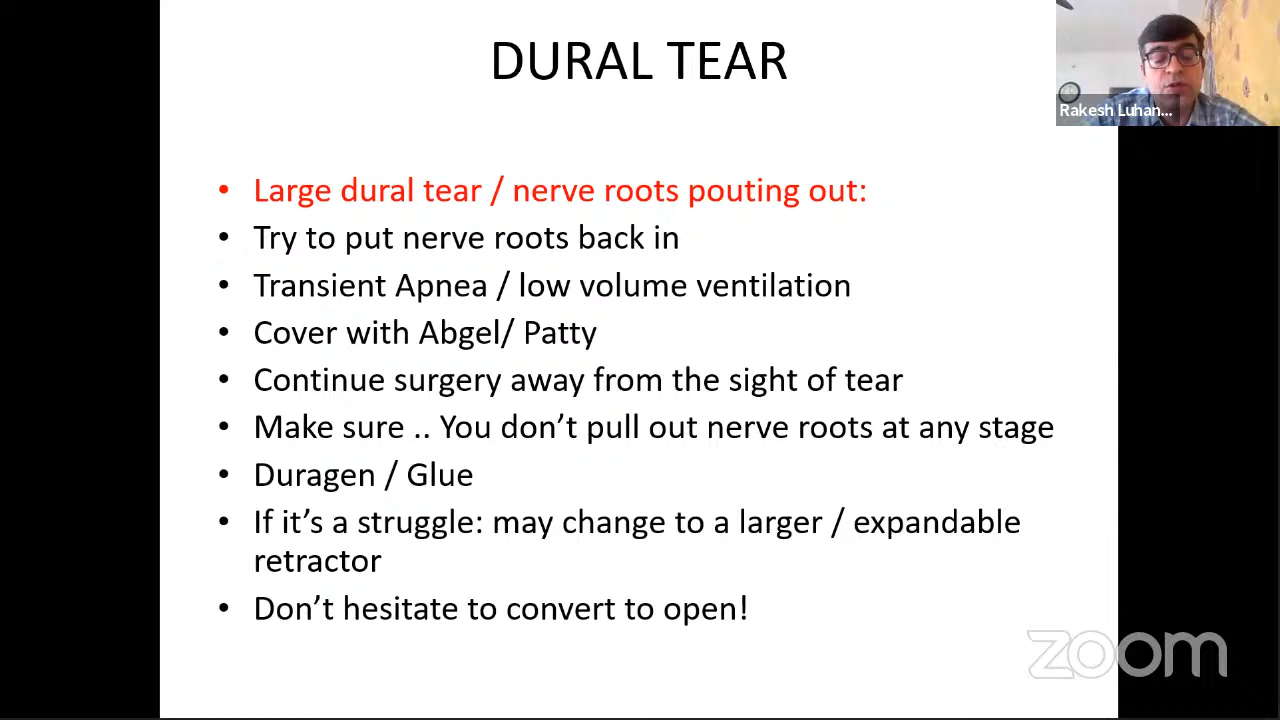 DURAL TEAR
Rakesh Luhan...
• Large dural tear / nerve roots pouting out:
• Try to put nerve roots back in
• Transient Apnea / low volume ventilation
• Cover with Abgel/ Patty
• Continue surgery away from the sight of tear
• Make sure .. You don’t pull out nerve roots at any stage
• Duragen / Glue
• If it’s a struggle: may change to a larger / expandable
retractor
• Don’t hesitate to convert to open!
zoom